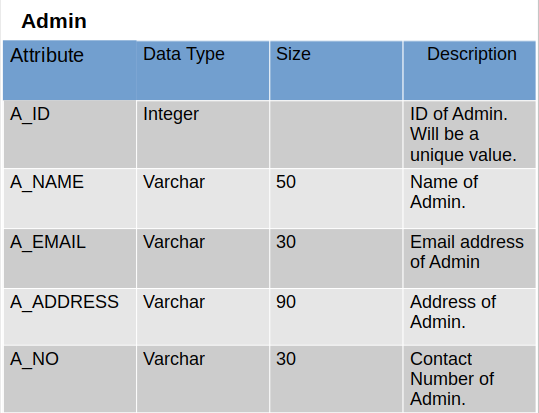 Admin
Attribute Data Type Size Description
A_ID Integer ID of Admin.
Will be a
unique value.
A_NAME Varchar 50 Name of
Admin.
A_EMAIL Varchar 30 Email address
of Admin
A_ADDRESS Varchar 90 Address of
Admin.
A_NO Varchar 30 Contact
Number of
Admin.